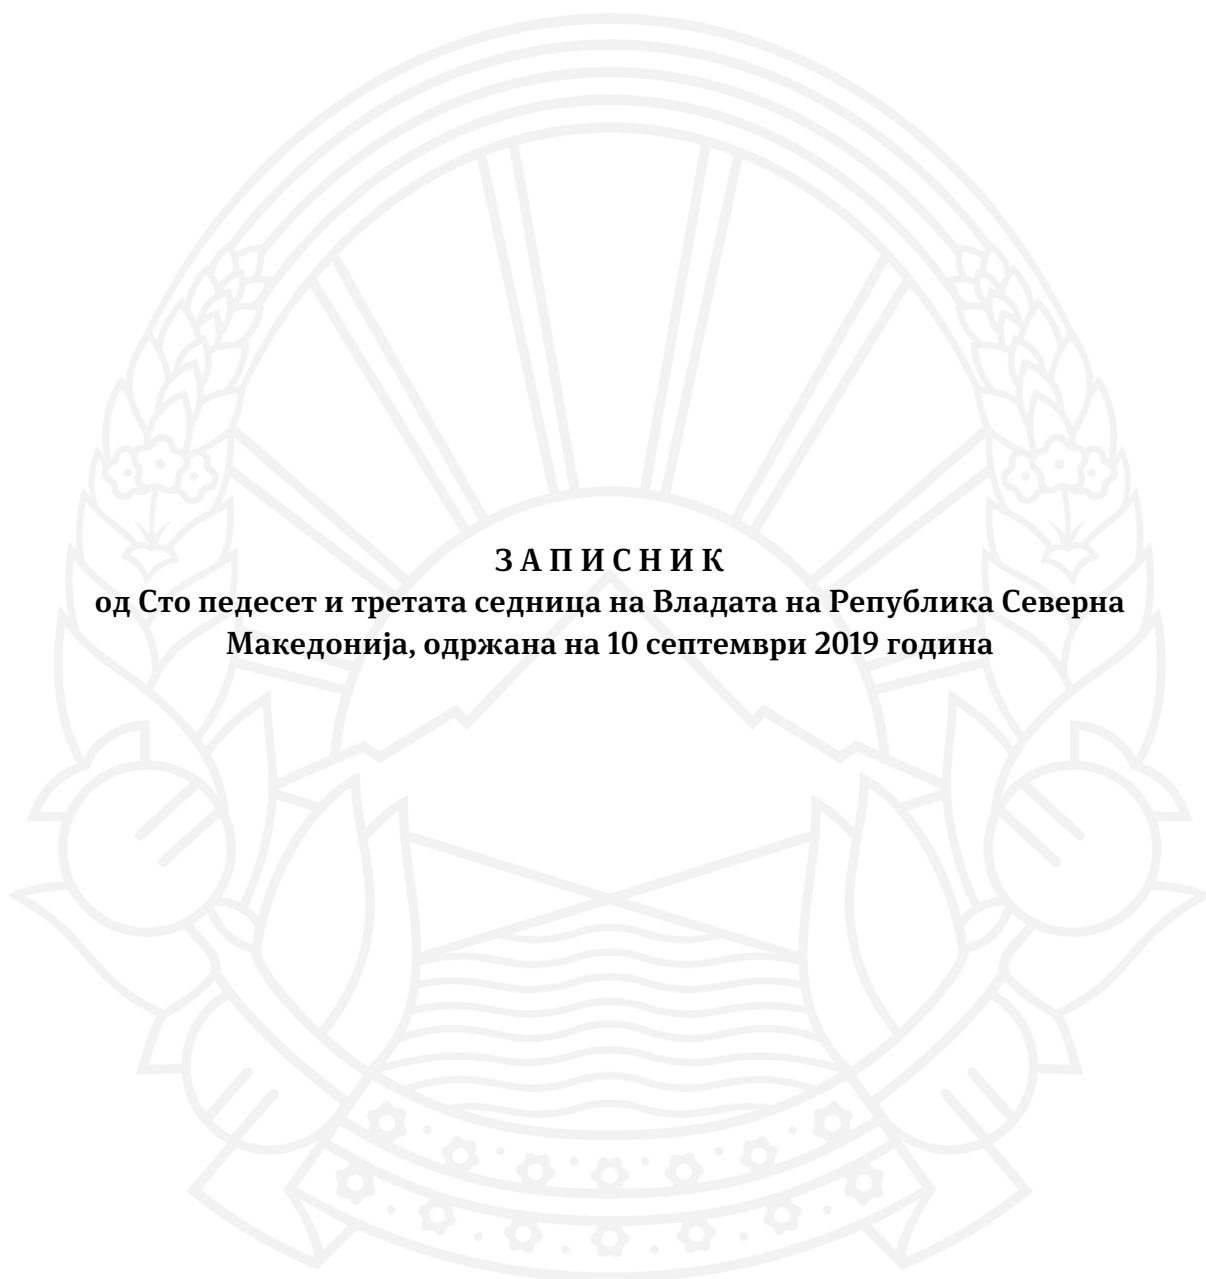 З А П И С Н И К
од Сто педесет и третата седница на Владата на Република Северна
Македонија, одржана на 10 септември 2019 година